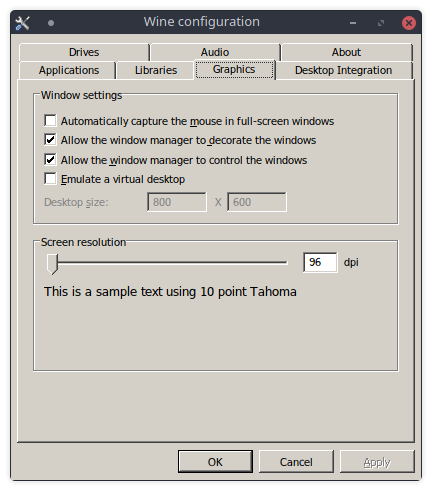 Wine configuration
Drives Audio About
Applications Libraries Graphics Desktop Integration
Window settings
Automatically capture the mouse in full-screen windows
Allow the window manager to decorate the windows
Allow the window manager to control the windows
Emulate a virtual desktop
Desktop size: 800 X 600
Screen resolution
96 dpi
This is a sample text using 10 point Tahoma
OK Cancel Apply